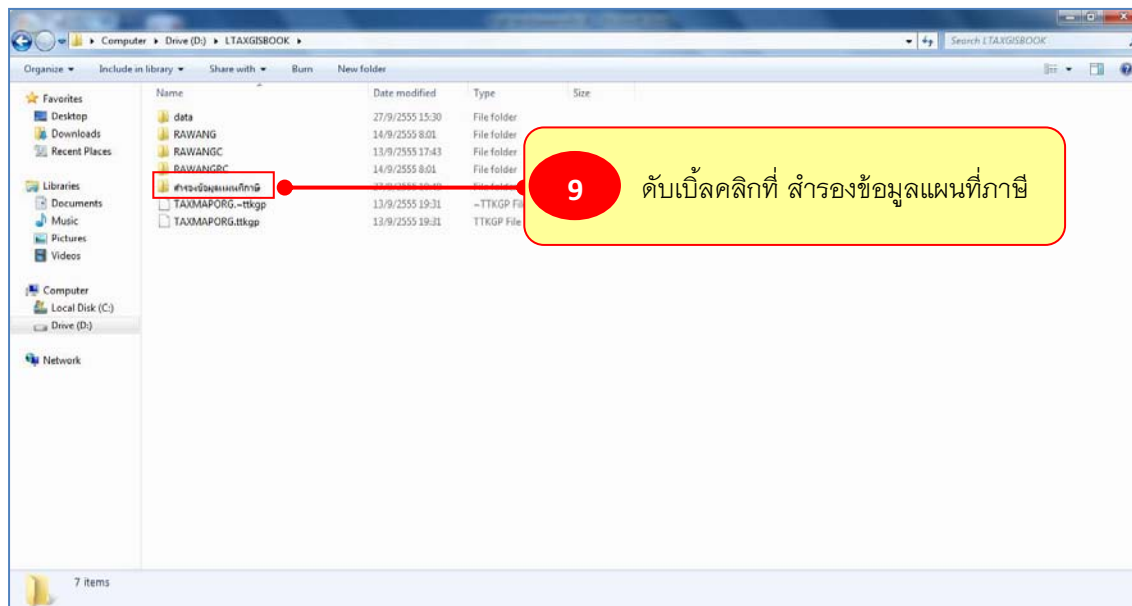 Computer ▸ Drive (D:) ▸ LTAXGISBOOK ▸ Search LTAXGISBOOK
Organize Include in library Share with Burn New folder
Favorites
Desktop
Downloads
Recent Places
Libraries
Documents
Music
Pictures
Videos
Computer
Local Disk (C:)
Drive (D:)
Network
Name Date modified Type Size
data 27/9/2555 15:30 File folder
RAWANG 14/9/2555 8:01 File folder
RAWANGC 13/9/2555 17:43 File folder
RAWANGRC 14/9/2555 8:01 File folder
สำรองข้อมูลแผนที่ภาษี
TAXMAPORG.~ttkgp 13/9/2555 19:31 ~TTKGP Fil
TAXMAPORG.ttkgp 13/9/2555 19:31 TTKGP File
9 ดับเบิ้ลคลิกที่ สำรองข้อมูลแผนที่ภาษี
7 items